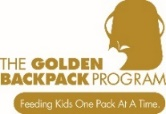 THE GOLDEN
BACKPACK PROGRAM
Feeding Kids One Pack At A Time.